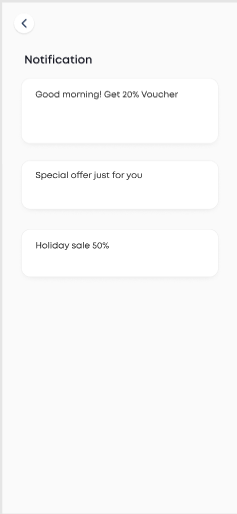 Notification
Good morning! Get 20% Voucher
Special offer just for you
Holiday sale 50%